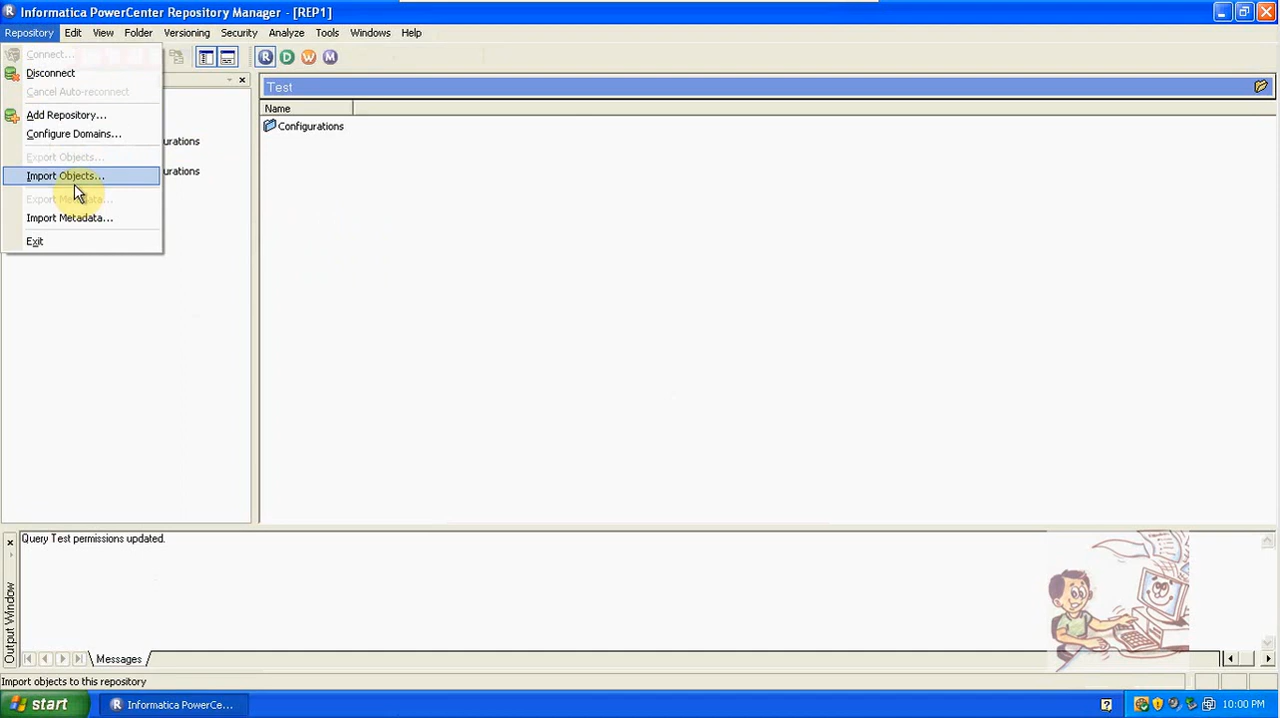 Informatica PowerCenter Repository Manager - [REP1]
Repository Edit View Folder Versioning Security Analyze Tools Windows Help
Connect...
R D W M
Disconnect
Test
Cancel Auto-reconnect
Name
Add Repository...
Configurations
Configure Domains...
urations
Export Objects...
Import Objects...
urations
Export Metadata...
Import Metadata...
Exit
Query Test permissions updated.
Output Window
Messages
Import objects to this repository
start
R Informatica PowerCe...
10:00 PM